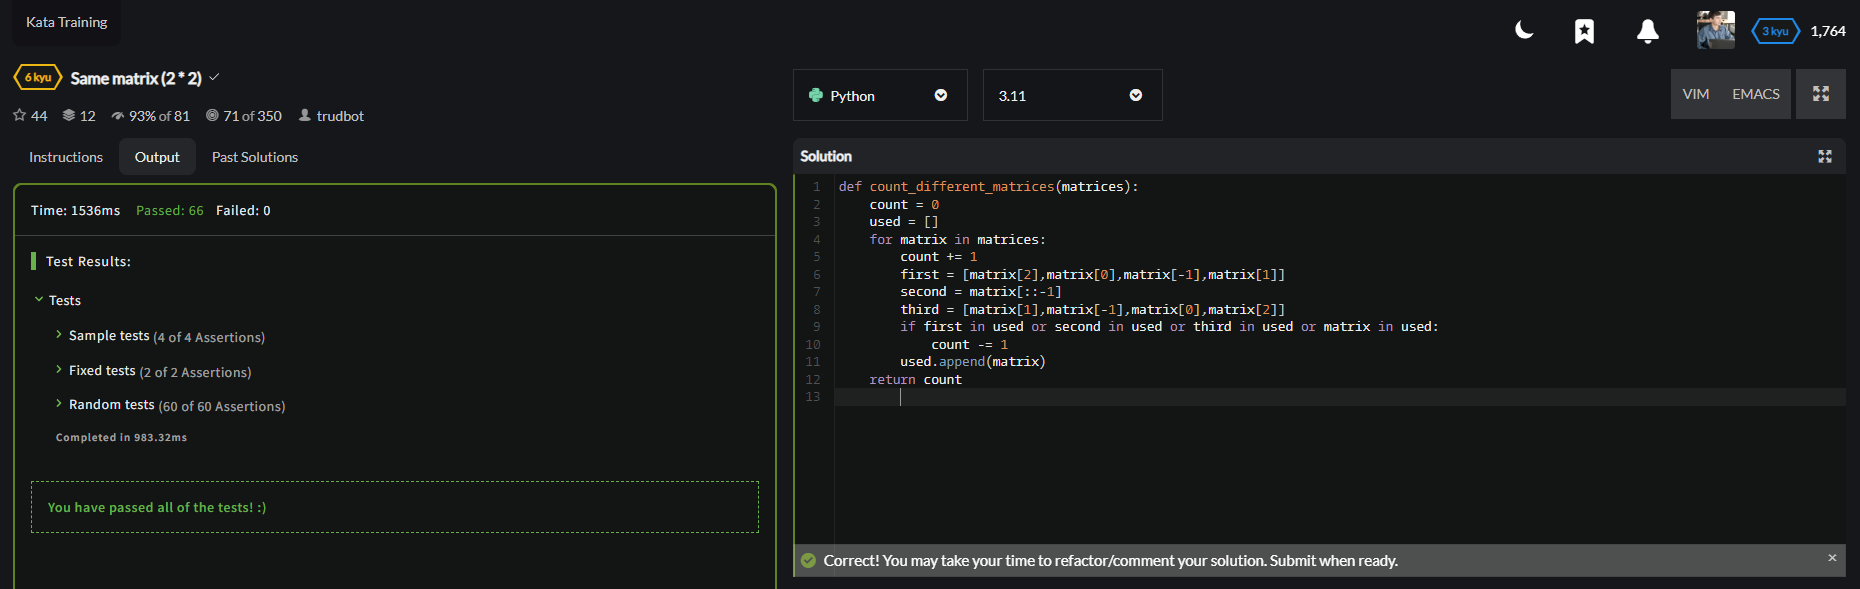 Kata Training
3 kyu 1,764
6 kyu Same matrix (2 * 2)
44 12 93% of 81 71 of 350 trudbot
Instructions Output Past Solutions
Time: 1536ms Passed: 66 Failed: 0
Test Results:
Tests
Sample tests (4 of 4 Assertions)
Fixed tests (2 of 2 Assertions)
Random tests (60 of 60 Assertions)
Completed in 983.32ms
You have passed all of the tests! :)
Python 3.11 VIM EMACS
Solution
1 def count_different_matrices(matrices):
2     count = 0
3     used = []
4     for matrix in matrices:
5         count += 1
6         first = [matrix[2],matrix[0],matrix[-1],matrix[1]]
7         second = matrix[::-1]
8         third = [matrix[1],matrix[-1],matrix[0],matrix[2]]
9         if first in used or second in used or third in used or matrix in used:
10             count -= 1
11         used.append(matrix)
12     return count
13
Correct! You may take your time to refactor/comment your solution. Submit when ready. ×